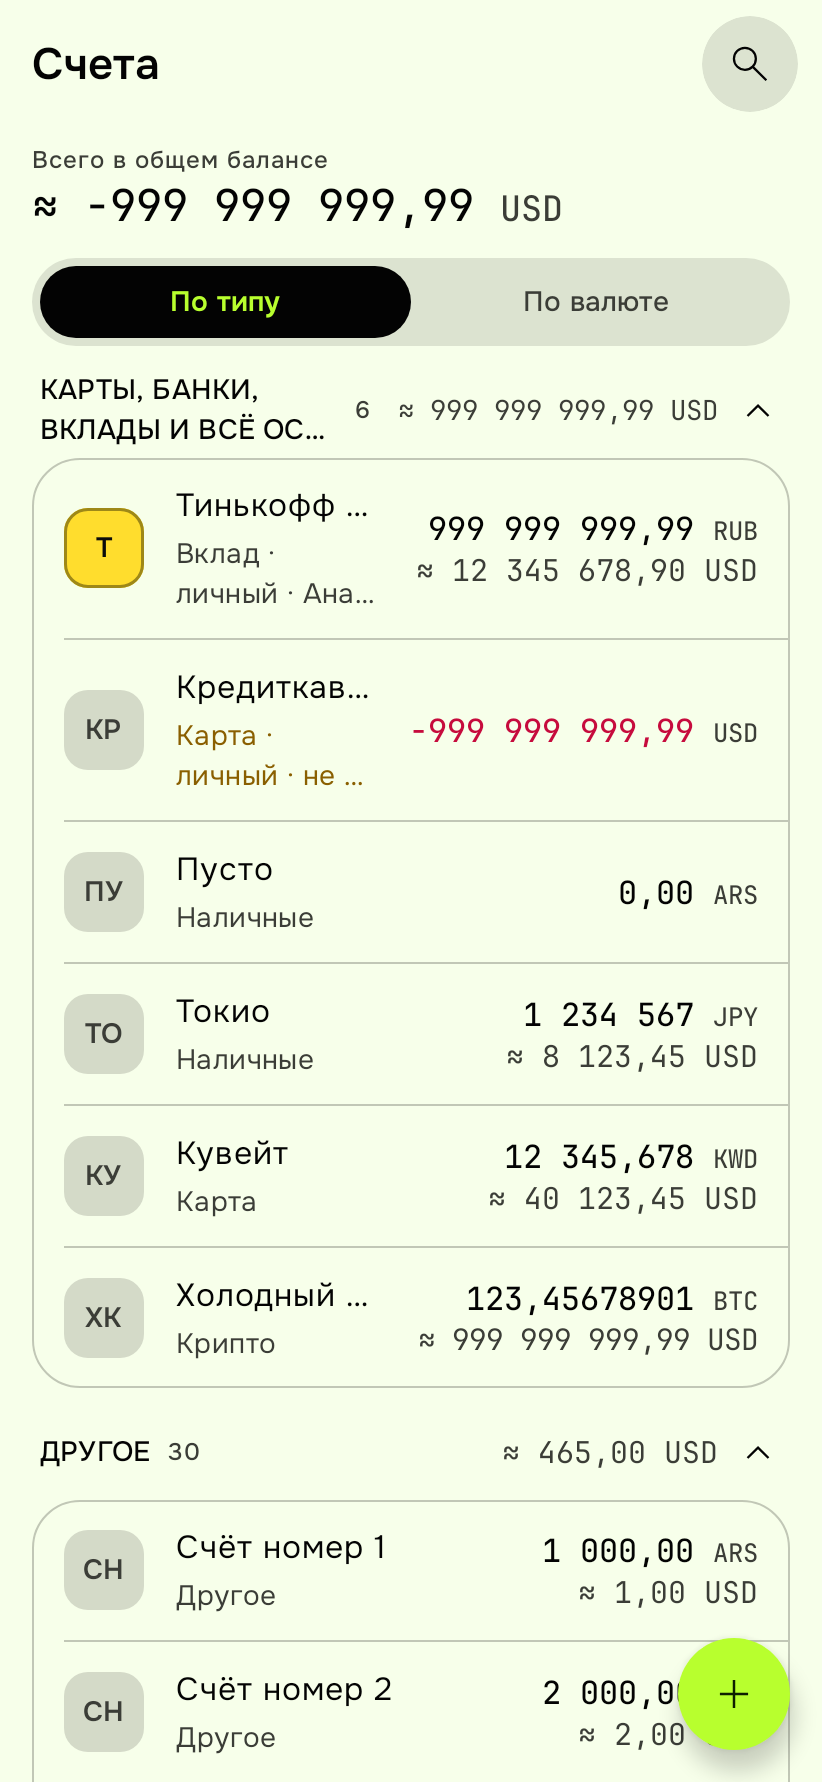 Счета
Всего в общем балансе
≈ -999 999 999,99 USD
По типу
По валюте
КАРТЫ, БАНКИ,
ВКЛАДЫ И ВСЁ ОС...
6 ≈ 999 999 999,99 USD
Т
Тинькофф ...
Вклад ·
личный · Ана...
999 999 999,99 RUB
≈ 12 345 678,90 USD
КР
Кредиткав...
Карта ·
личный · не ...
-999 999 999,99 USD
ПУ
Пусто
Наличные
0,00 ARS
ТО
Токио
Наличные
1 234 567 JPY
≈ 8 123,45 USD
КУ
Кувейт
Карта
12 345,678 KWD
≈ 40 123,45 USD
ХК
Холодный ...
Крипто
123,45678901 BTC
≈ 999 999 999,99 USD
ДРУГОЕ 30
≈ 465,00 USD
СН
Счёт номер 1
Другое
1 000,00 ARS
≈ 1,00 USD
СН
Счёт номер 2
Другое
2 000,0
≈ 2,00